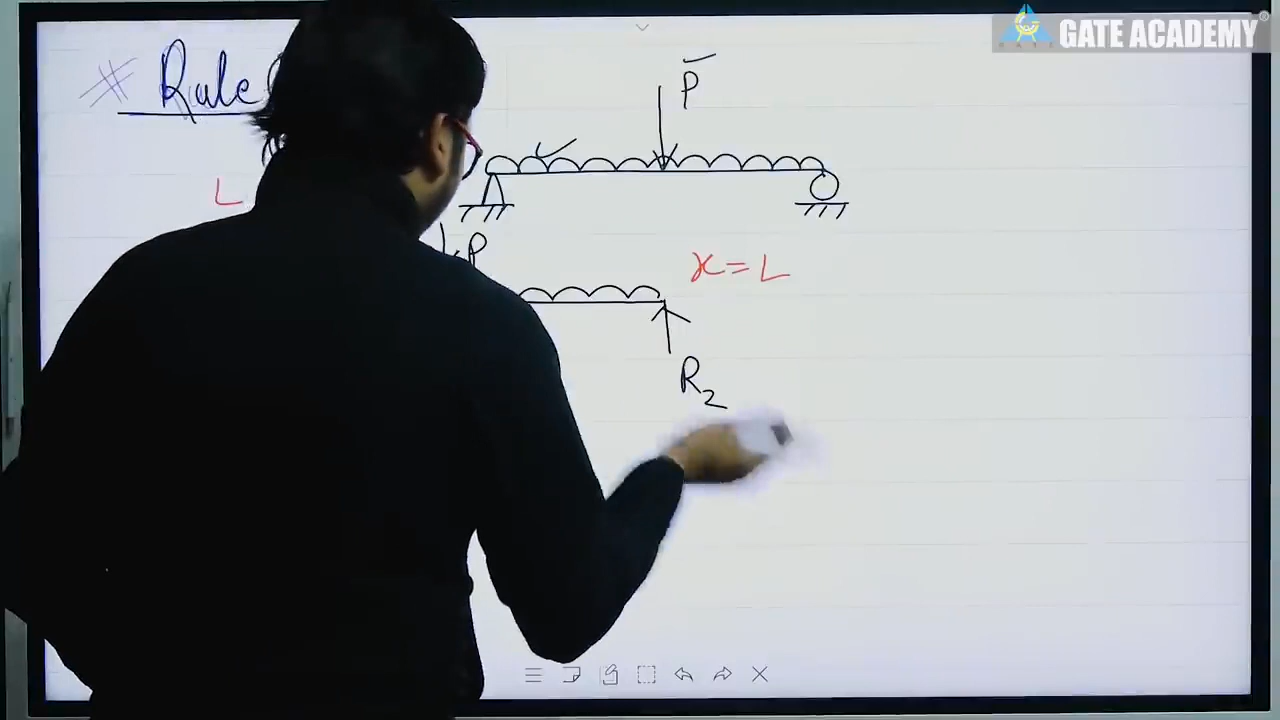 GATE ACADEMY
# Rule
P
L
P
x = L
R2